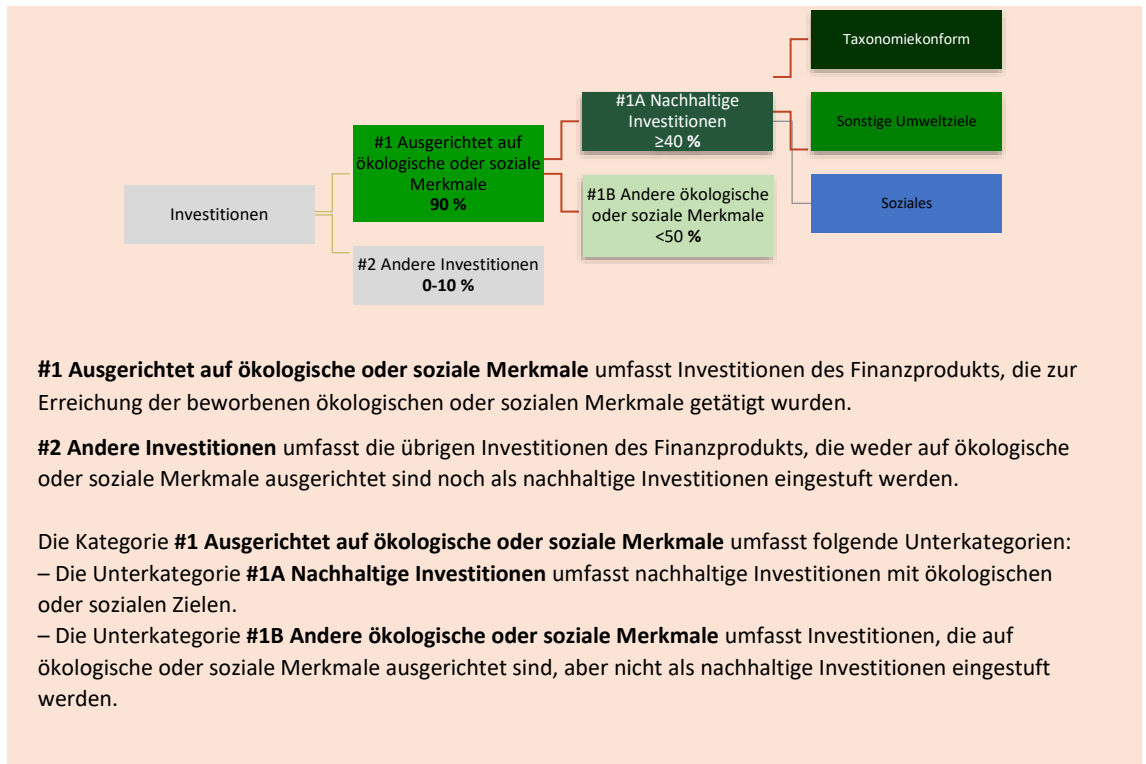 Taxonomiekonform
#1A Nachhaltige
Investitionen
≥40 %
Sonstige Umweltziele
#1 Ausgerichtet auf
ökologische oder soziale
Merkmale
90 %
#1B Andere ökologische
oder soziale Merkmale
<50 %
Soziales
Investitionen
#2 Andere Investitionen
0-10 %
#1 Ausgerichtet auf ökologische oder soziale Merkmale umfasst Investitionen des Finanzprodukts, die zur
Erreichung der beworbenen ökologischen oder sozialen Merkmale getätigt wurden.
#2 Andere Investitionen umfasst die übrigen Investitionen des Finanzprodukts, die weder auf ökologische
oder soziale Merkmale ausgerichtet sind noch als nachhaltige Investitionen eingestuft werden.
Die Kategorie #1 Ausgerichtet auf ökologische oder soziale Merkmale umfasst folgende Unterkategorien:
– Die Unterkategorie #1A Nachhaltige Investitionen umfasst nachhaltige Investitionen mit ökologischen
oder sozialen Zielen.
– Die Unterkategorie #1B Andere ökologische oder soziale Merkmale umfasst Investitionen, die auf
ökologische oder soziale Merkmale ausgerichtet sind, aber nicht als nachhaltige Investitionen eingestuft
werden.